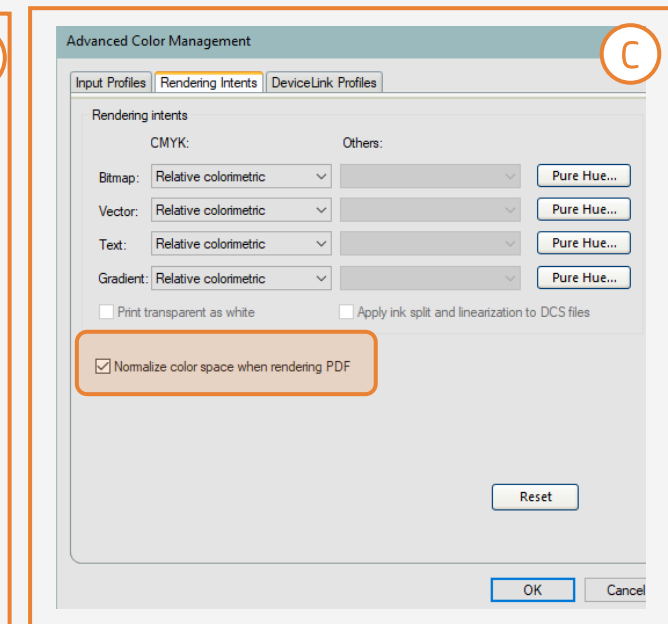 Advanced Color Management
C
Input Profiles Rendering Intents DeviceLink Profiles
Rendering intents
CMYK: Others:
Bitmap: Relative colorimetric Pure Hue...
Vector: Relative colorimetric Pure Hue...
Text: Relative colorimetric Pure Hue...
Gradient: Relative colorimetric Pure Hue...
Print transparent as white Apply ink split and linearization to DCS files
Normalize color space when rendering PDF
Reset
OK Cancel